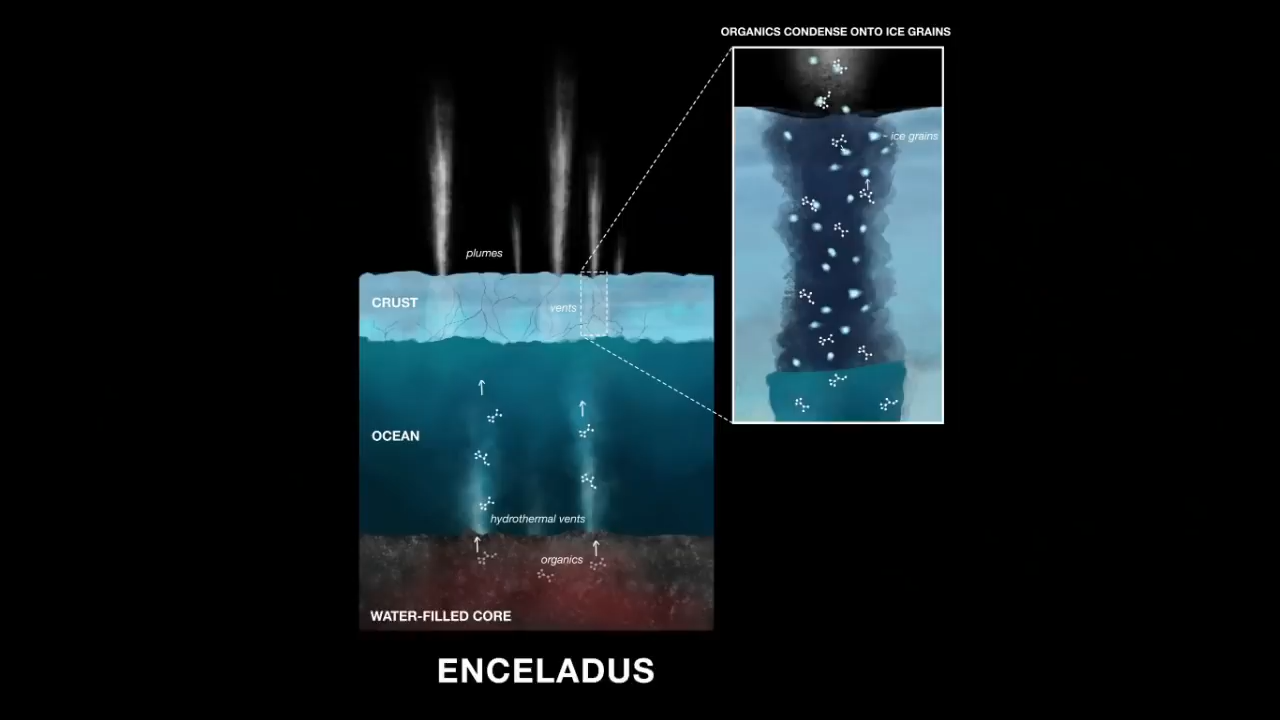 ORGANICS CONDENSE ONTO ICE GRAINS
ice grains
plumes
CRUST
vents
OCEAN
hydrothermal vents
organics
WATER-FILLED CORE
ENCELADUS